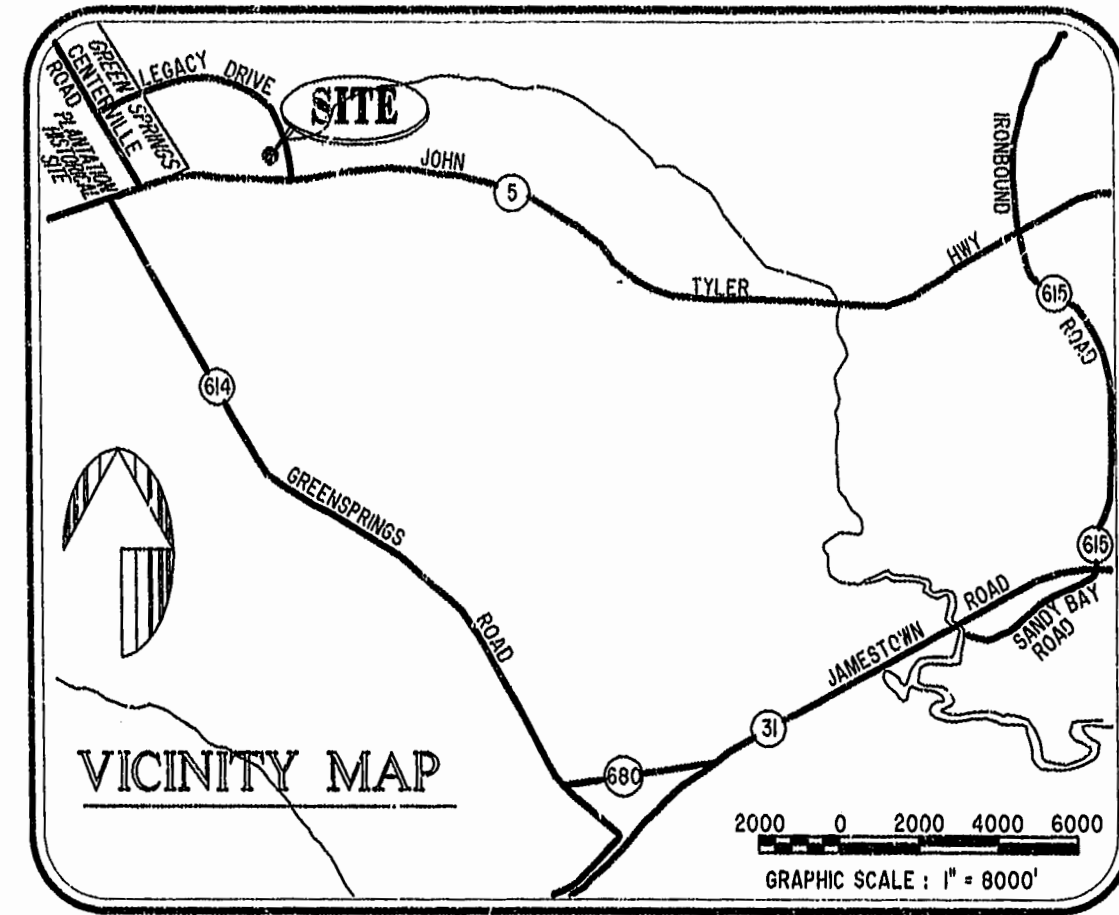 GREEN SPRINGS
PLANTATION
HISTORICAL
SITE
CENTERVILLE
ROAD
LEGACY DRIVE
SITE
JOHN
5
TYLER
HWY
IRONBOUND
615
ROAD
614
GREENSPRINGS
ROAD
615
ROAD
SANDY BAY
ROAD
JAMESTOWN
31
680
VICINITY MAP
2000 0 2000 4000 6000
GRAPHIC SCALE : 1" = 8000'